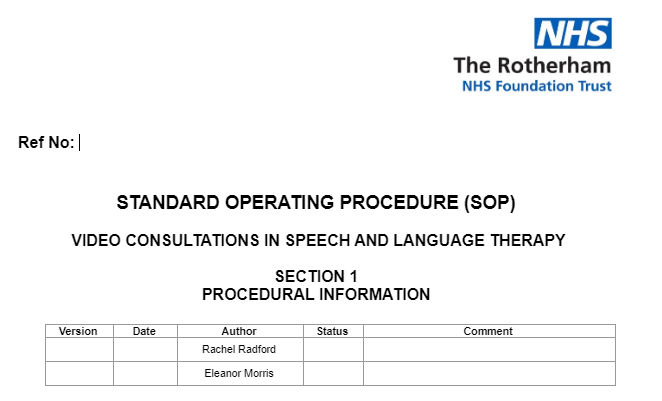 NHS
The Rotherham
NHS Foundation Trust
Ref No:
STANDARD OPERATING PROCEDURE (SOP)
VIDEO CONSULTATIONS IN SPEECH AND LANGUAGE THERAPY
SECTION 1
PROCEDURAL INFORMATION
Version Date Author Status Comment
Rachel Radford
Eleanor Morris